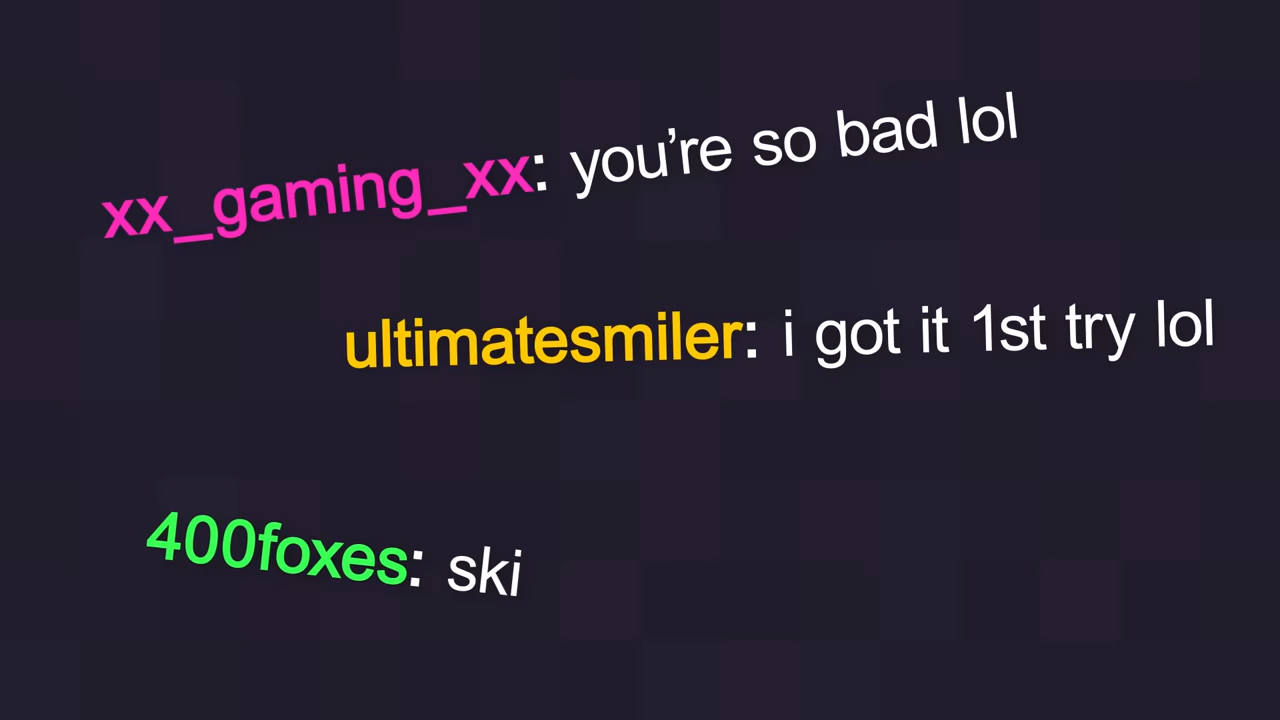 xx_gaming_xx: you’re so bad lol
ultimatesmiler: i got it 1st try lol
400foxes: ski